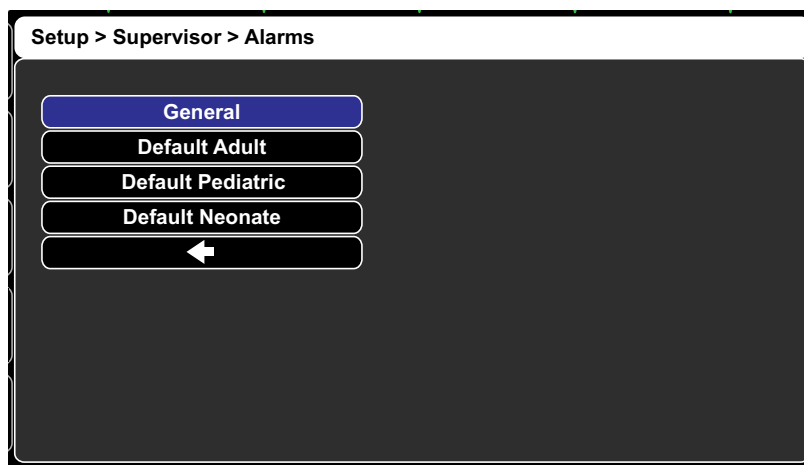 Setup > Supervisor > Alarms
General
Default Adult
Default Pediatric
Default Neonate